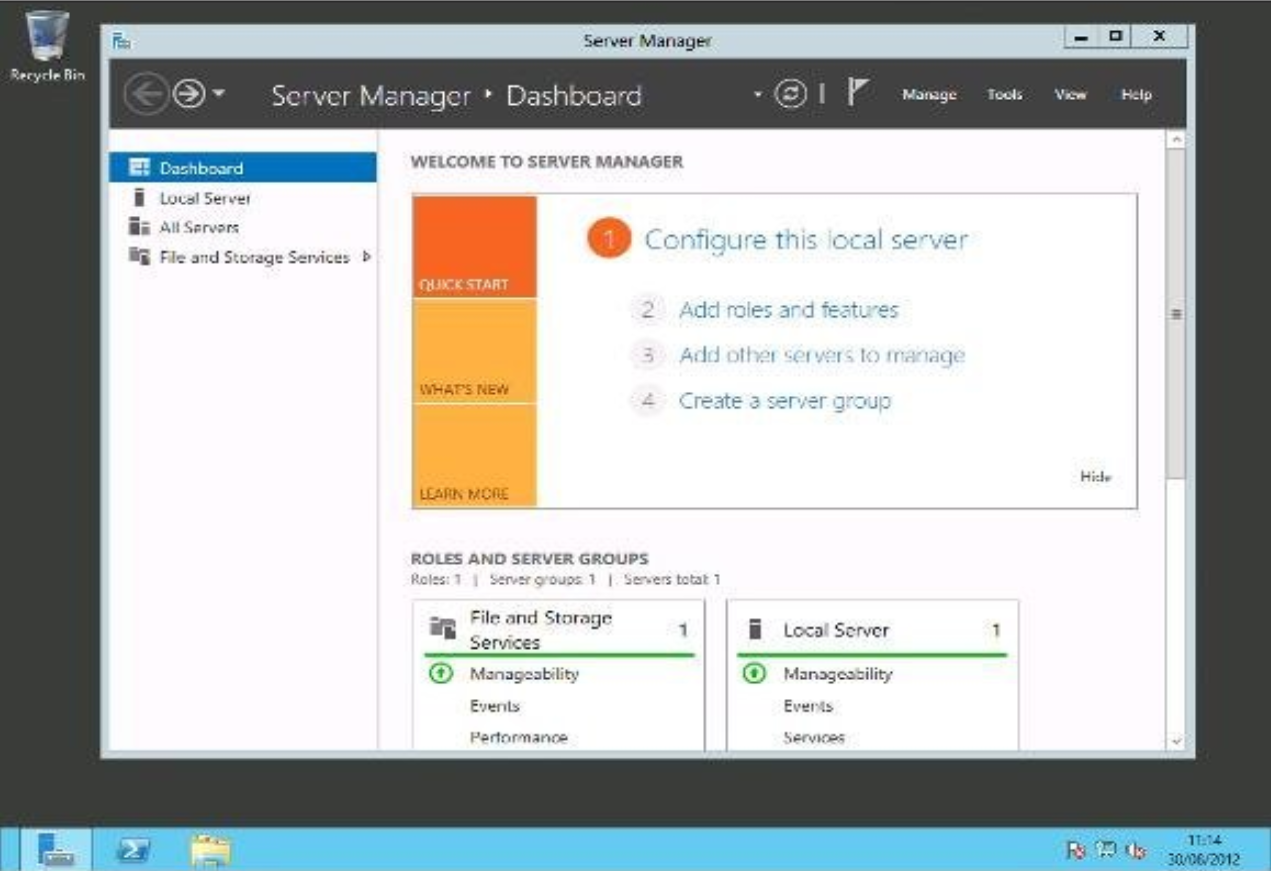 Recycle Bin
Server Manager
Server Manager • Dashboard
Manage Tools View Help
Dashboard
Local Server
All Servers
File and Storage Services
WELCOME TO SERVER MANAGER
QUICK START
WHAT'S NEW
LEARN MORE
1 Configure this local server
2 Add roles and features
3 Add other servers to manage
4 Create a server group
Hide
ROLES AND SERVER GROUPS
Roles: 1 | Server groups: 1 | Servers total: 1
File and Storage
Services
1
Manageability
Events
Performance
Local Server 1
Manageability
Events
Services
11:14
30/08/2012